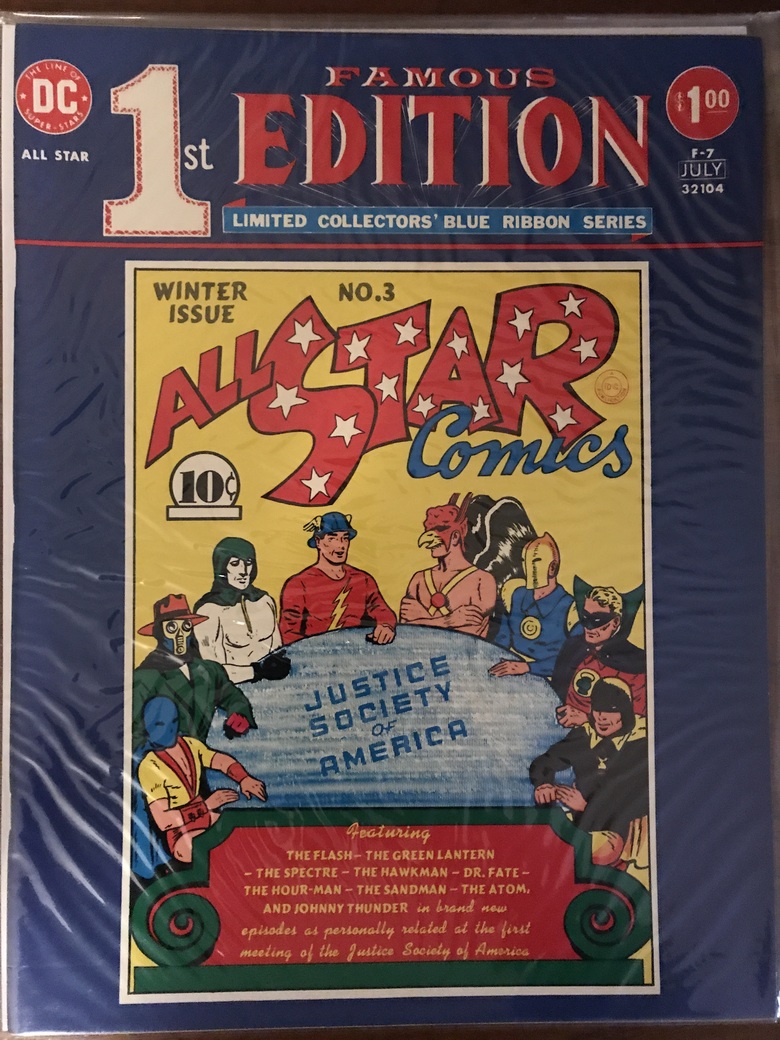 THE LINE OF
DC
SUPER-STARS
ALL STAR
1st
FAMOUS
EDITION
LIMITED COLLECTORS' BLUE RIBBON SERIES
$1.00
F-7
JULY
32104
WINTER
ISSUE
NO.3
ALL STAR
Comics
10¢
JUSTICE
SOCIETY
OF
AMERICA
Featuring
THE FLASH – THE GREEN LANTERN
– THE SPECTRE – THE HAWKMAN – DR. FATE –
THE HOUR-MAN – THE SANDMAN – THE ATOM,
AND JOHNNY THUNDER in brand new
episodes as personally related at the first
meeting of the Justice Society of America